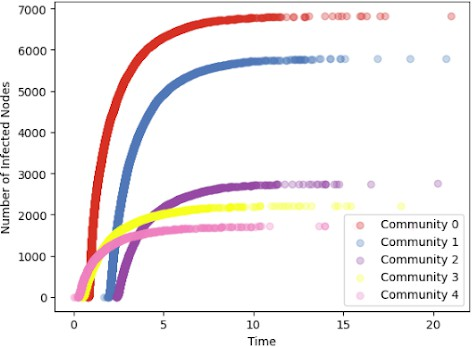 7000
6000
5000
4000
3000
2000
1000
0
Number of Infected Nodes
0 5 10 15 20
Time
Community 0
Community 1
Community 2
Community 3
Community 4